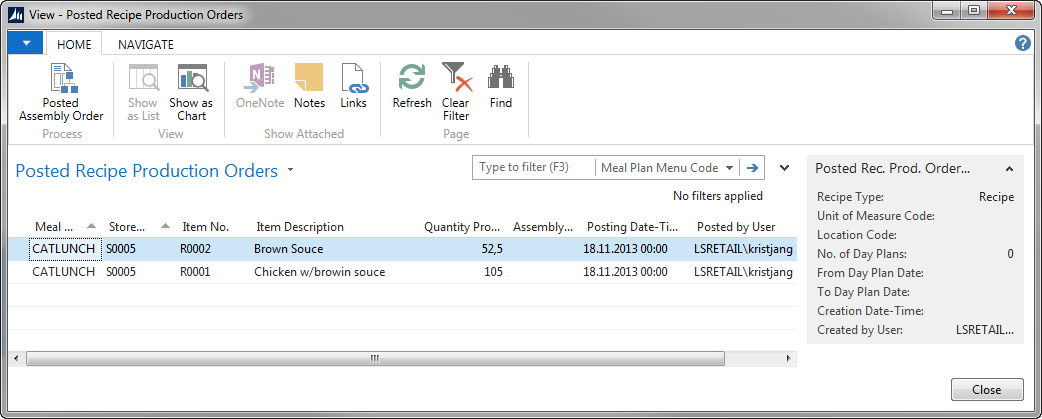 View - Posted Recipe Production Orders
HOME NAVIGATE
Posted Assembly Order
Show as List
Show as Chart
OneNote
Notes
Links
Refresh
Clear Filter
Find
Process
View
Show Attached
Page
Posted Recipe Production Orders
Type to filter (F3) Meal Plan Menu Code
No filters applied
Meal ... Store... Item No. Item Description Quantity Pro... Assembly... Posting Date-Ti... Posted by User
CATLUNCH S0005 R0002 Brown Souce 52,5 18.11.2013 00:00 LSRETAIL\kristjang
CATLUNCH S0005 R0001 Chicken w/browin souce 105 18.11.2013 00:00 LSRETAIL\kristjang
Posted Rec. Prod. Order...
Recipe Type: Recipe
Unit of Measure Code:
Location Code:
No. of Day Plans: 0
From Day Plan Date:
To Day Plan Date:
Creation Date-Time:
Created by User: LSRETAIL...
Close